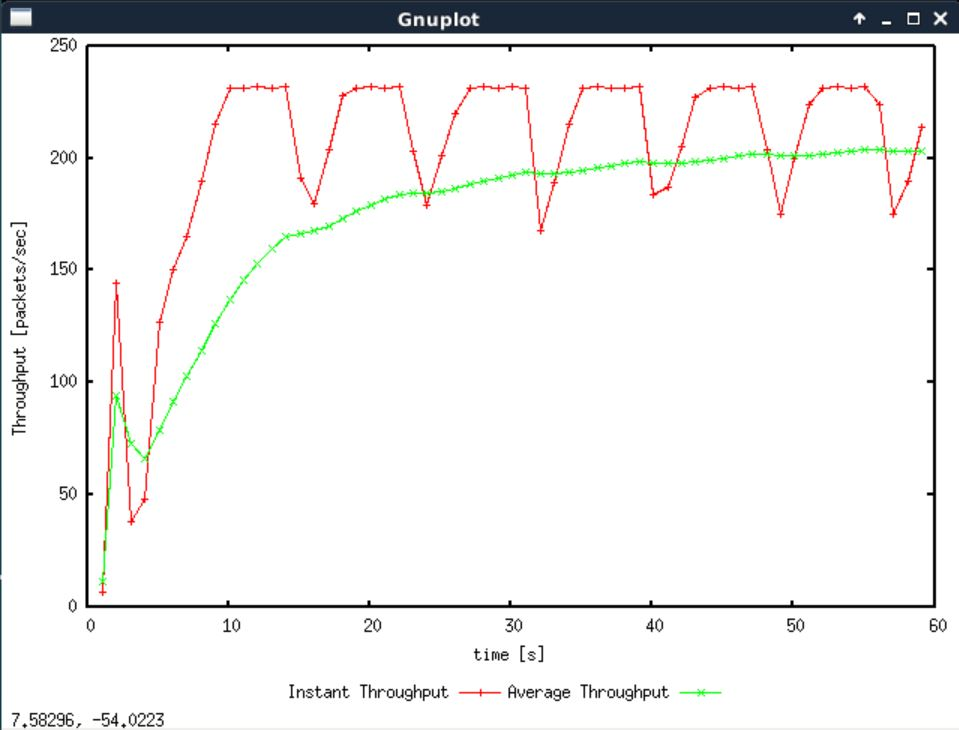 Gnuplot
250
200
150
100
50
0
Throughput [packets/sec]
0 10 20 30 40 50 60
time [s]
Instant Throughput Average Throughput
7.58296, -54.0223